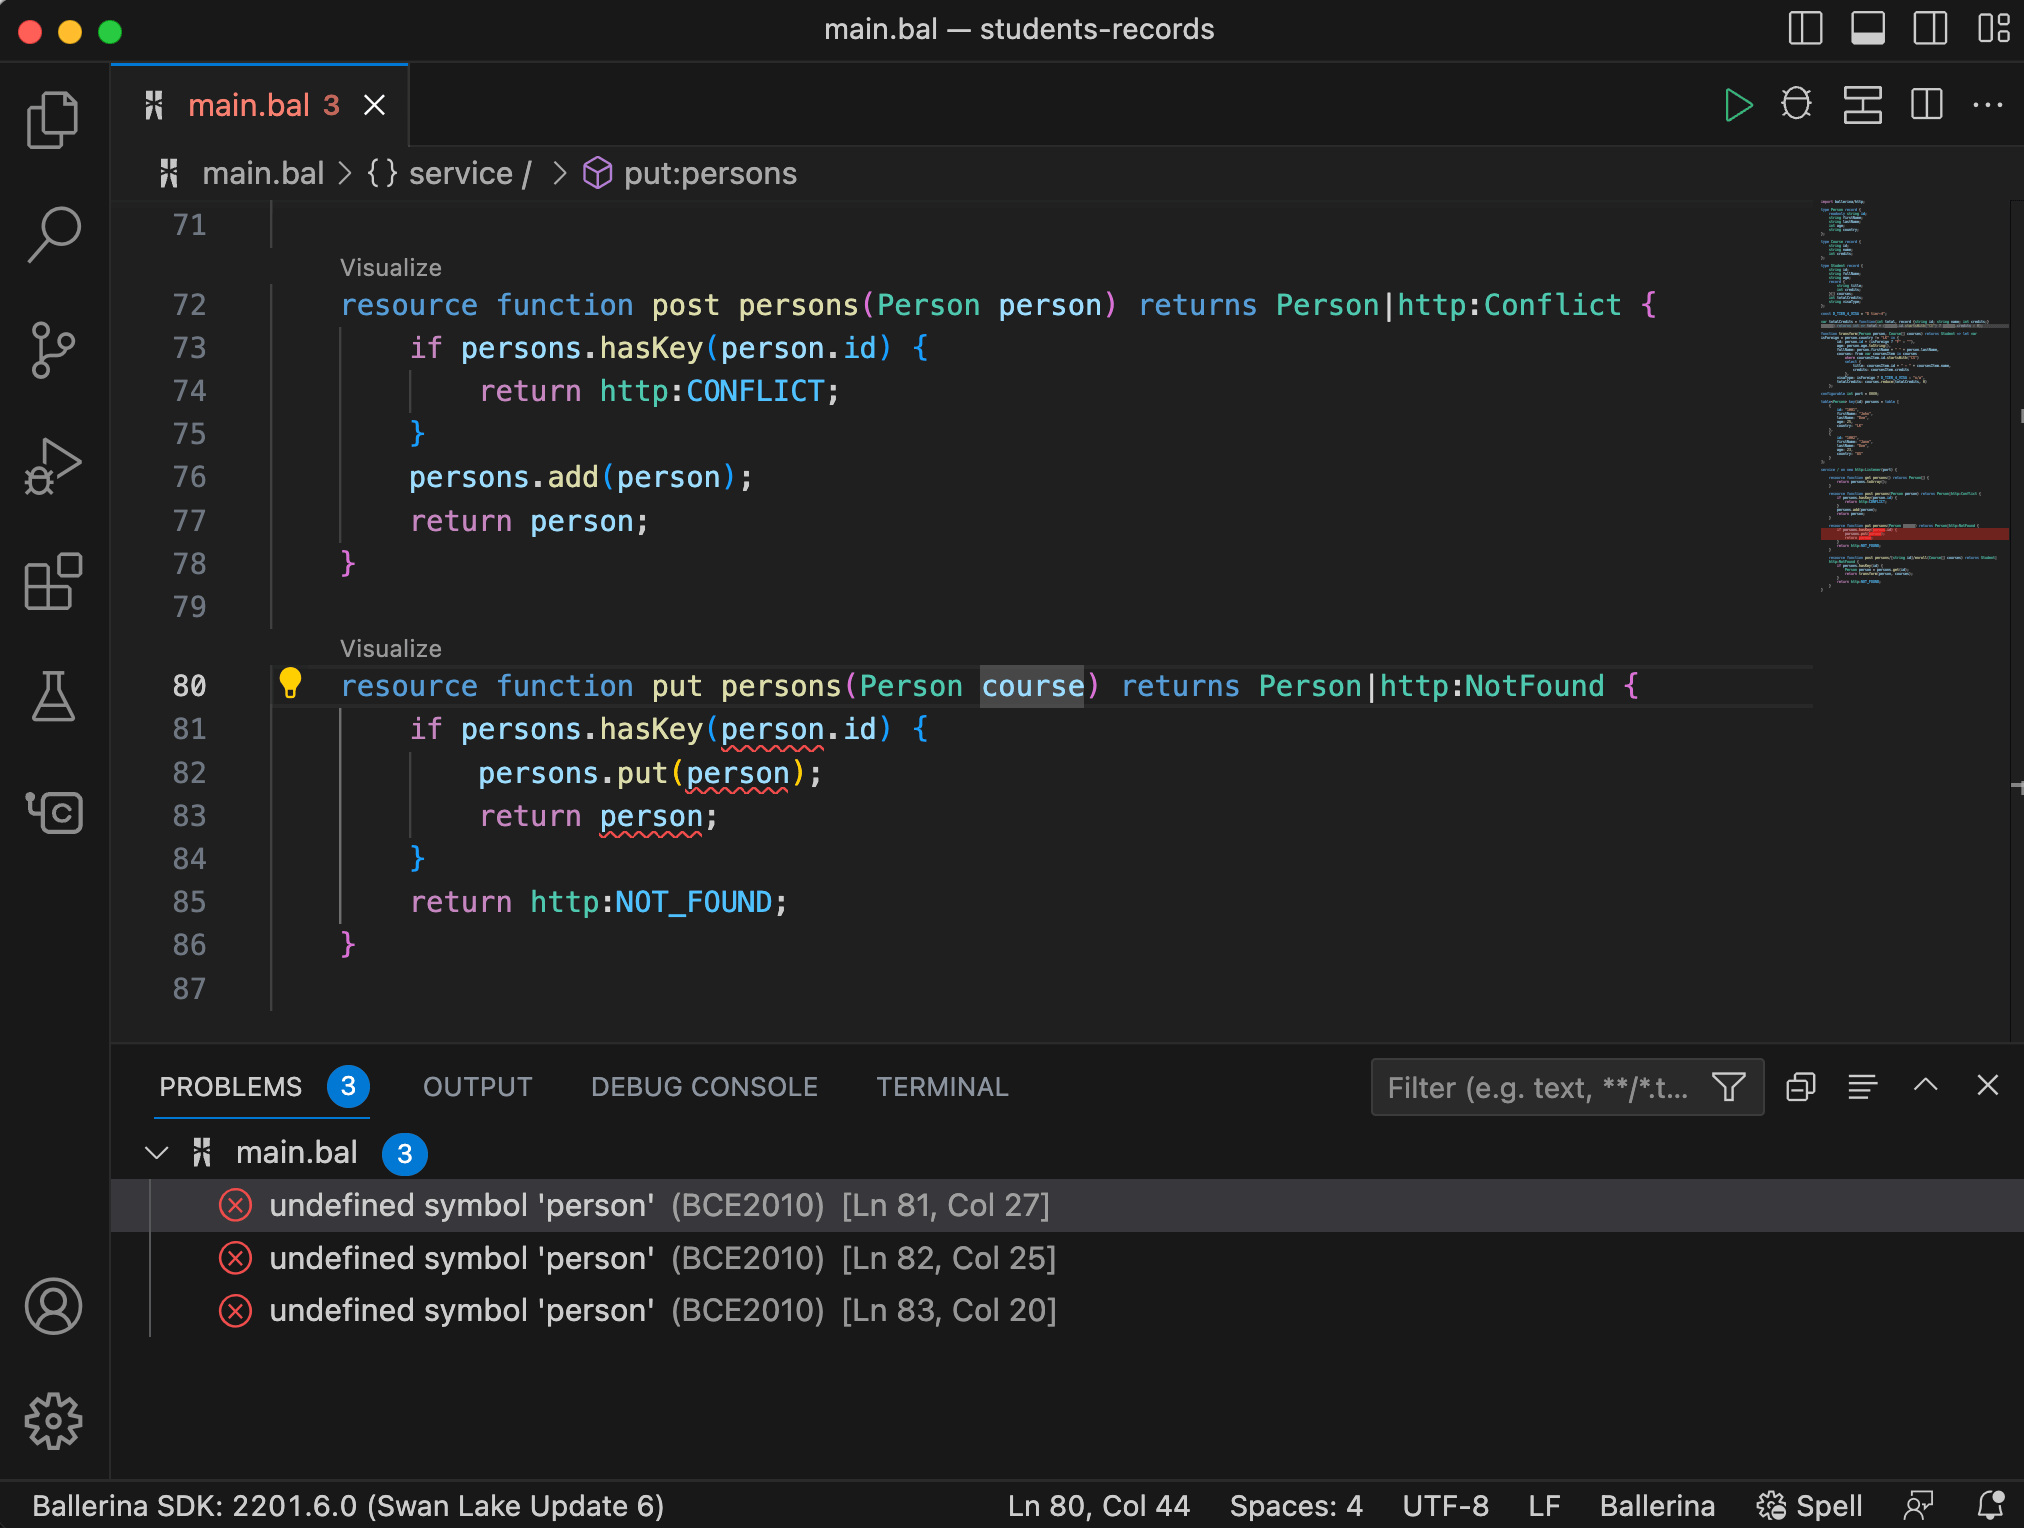 main.bal — students-records
main.bal 3
main.bal > {} service / > put:persons
71
Visualize
72 resource function post persons(Person person) returns Person|http:Conflict {
73 if persons.hasKey(person.id) {
74 return http:CONFLICT;
75 }
76 persons.add(person);
77 return person;
78 }
79
Visualize
80 resource function put persons(Person course) returns Person|http:NotFound {
81 if persons.hasKey(person.id) {
82 persons.put(person);
83 return person;
84 }
85 return http:NOT_FOUND;
86 }
87
PROBLEMS 3 OUTPUT DEBUG CONSOLE TERMINAL Filter (e.g. text, **/*.t...
main.bal 3
undefined symbol 'person' (BCE2010) [Ln 81, Col 27]
undefined symbol 'person' (BCE2010) [Ln 82, Col 25]
undefined symbol 'person' (BCE2010) [Ln 83, Col 20]
Ballerina SDK: 2201.6.0 (Swan Lake Update 6) Ln 80, Col 44 Spaces: 4 UTF-8 LF Ballerina Spell